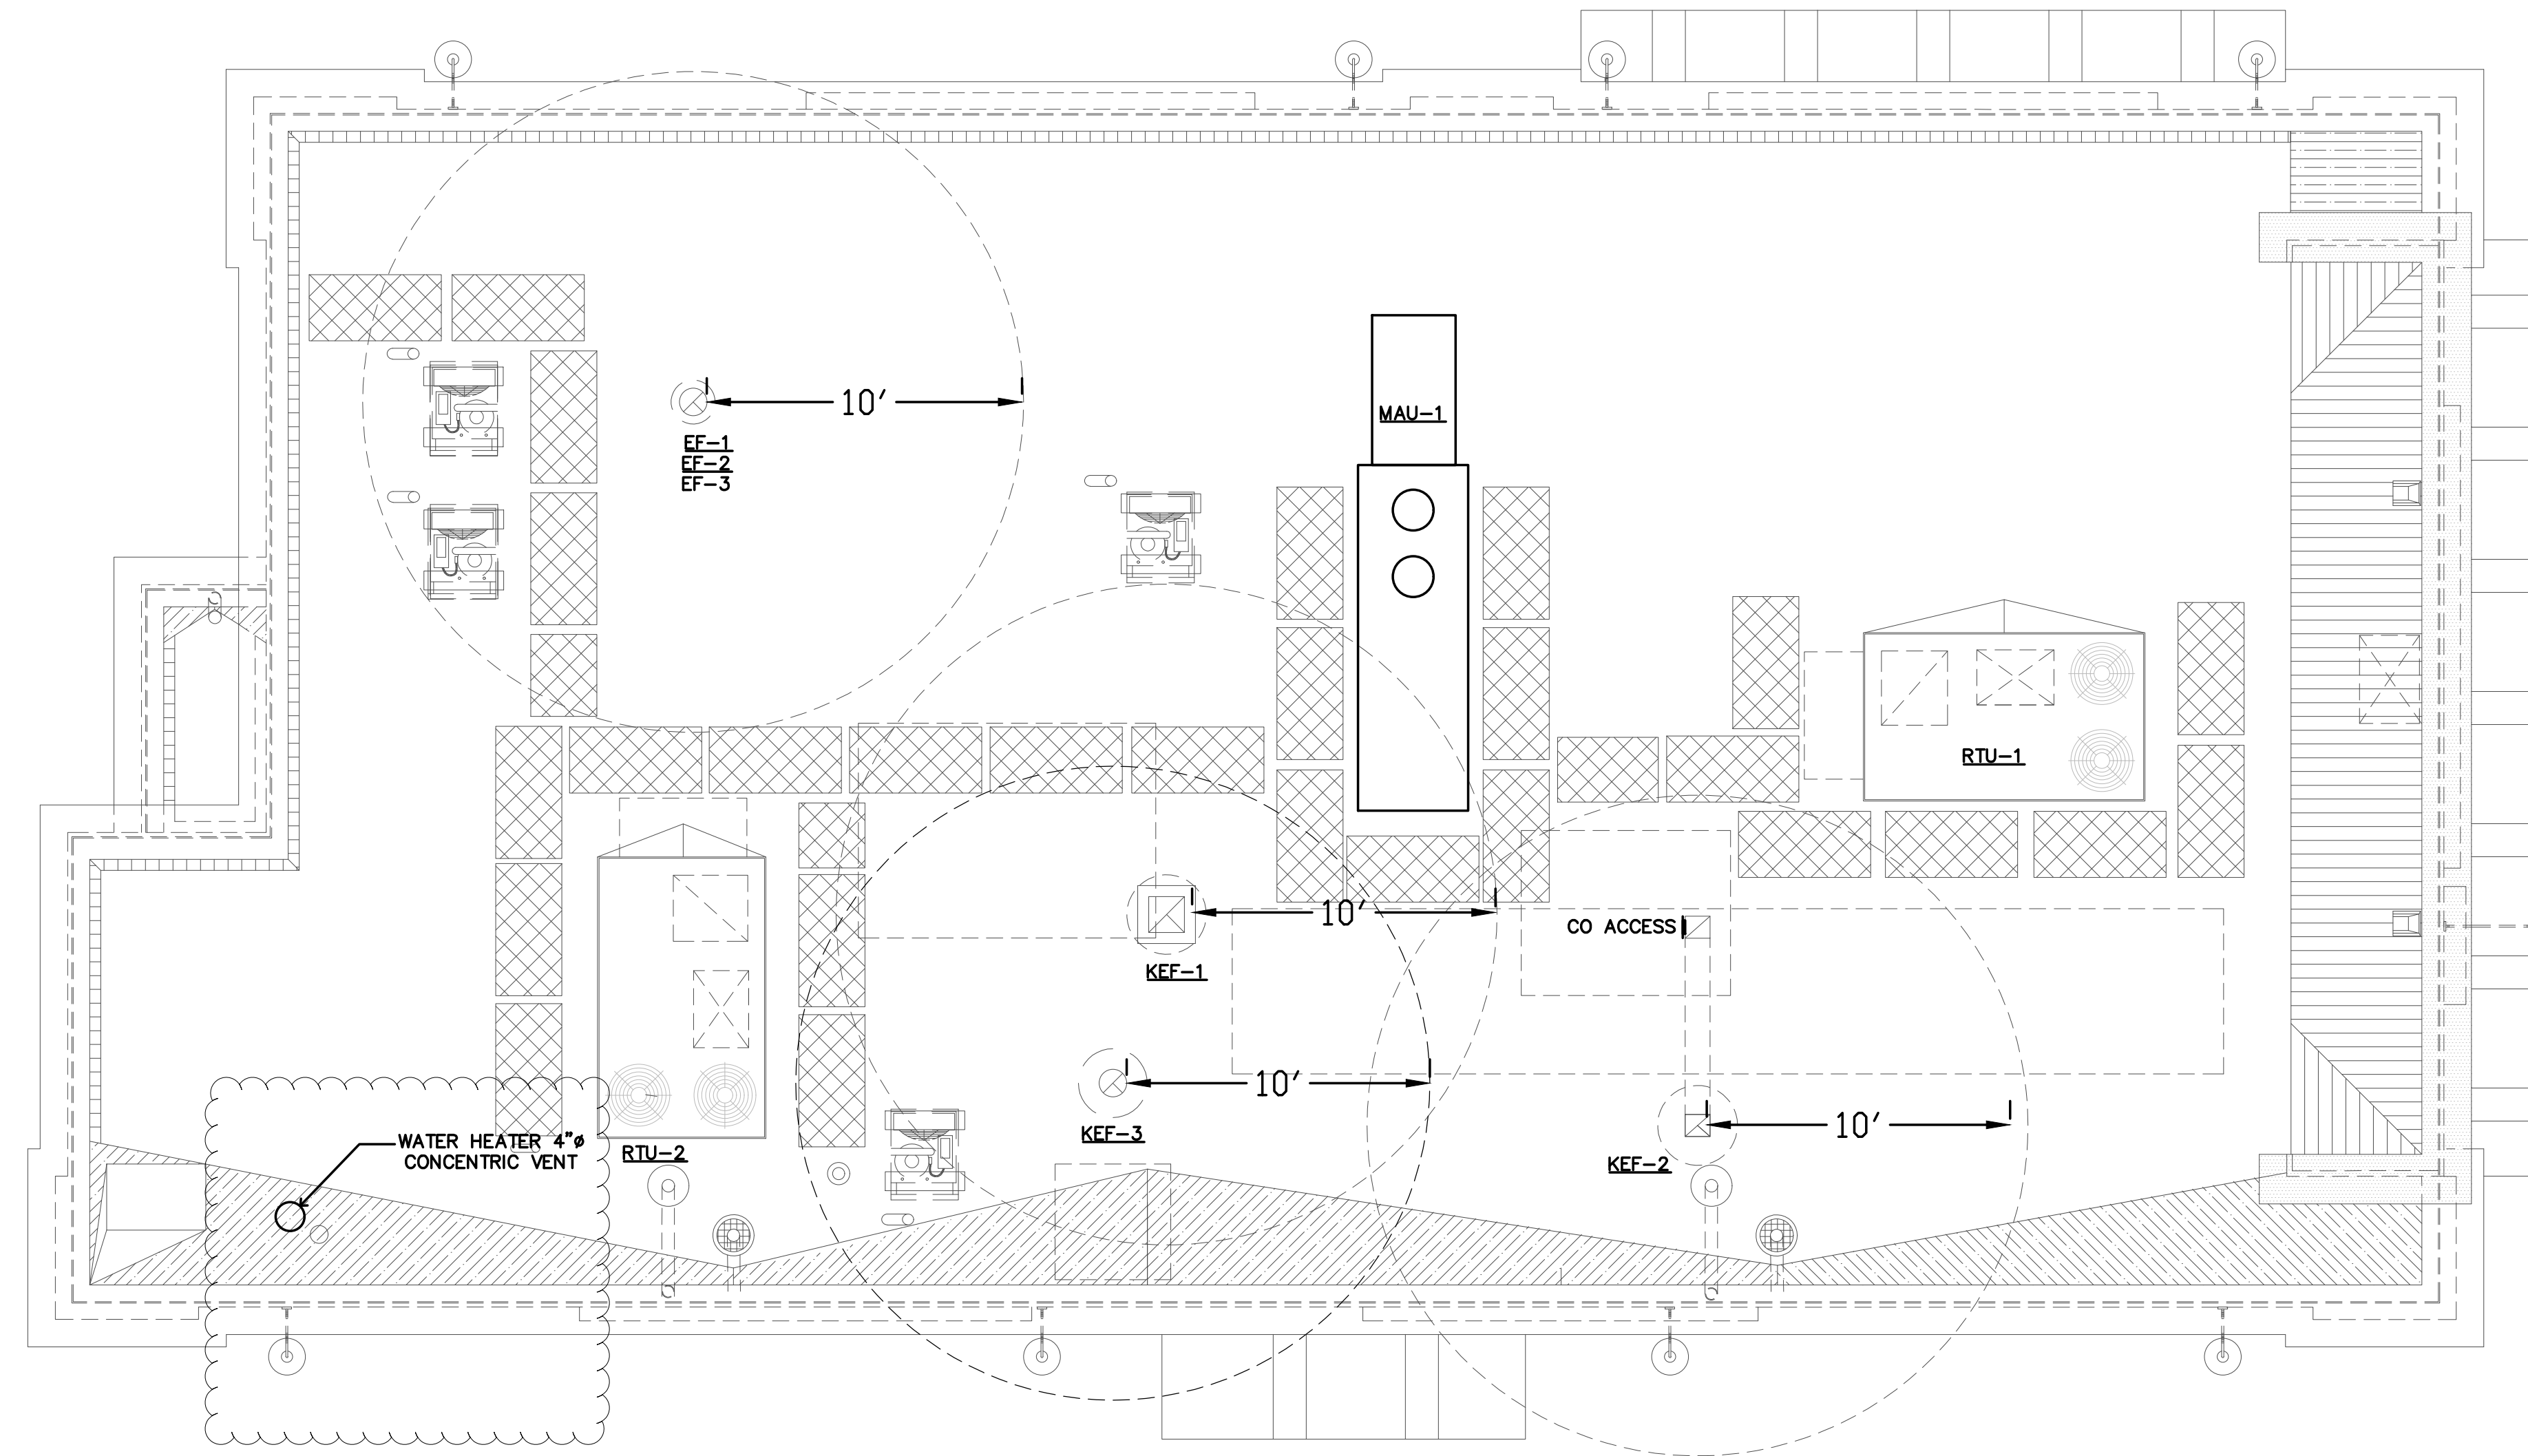 10'
EF-1
EF-2
EF-3
MAU-1
RTU-1
10'
CO ACCESS
KEF-1
10'
KEF-3
10'
KEF-2
WATER HEATER 4"ø
CONCENTRIC VENT
RTU-2